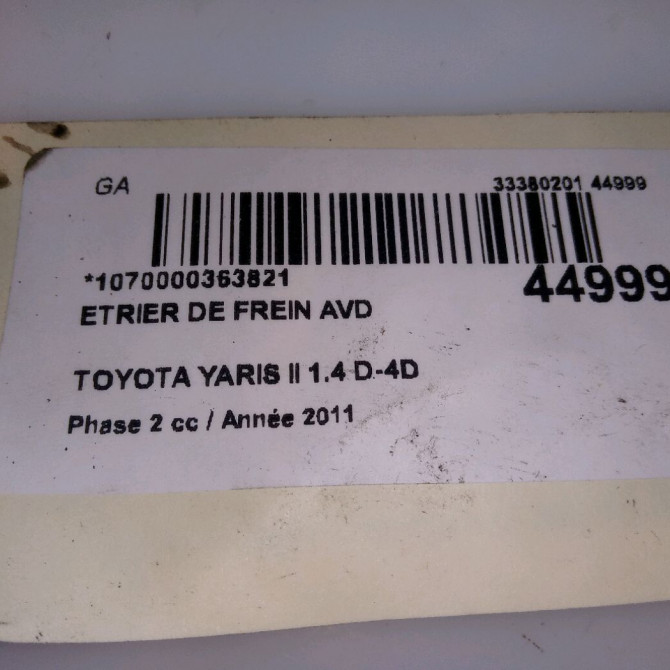 GA 33380201 44999
*1070000363821 44999
ETRIER DE FREIN AVD
TOYOTA YARIS II 1.4 D-4D
Phase 2 cc / Année 2011